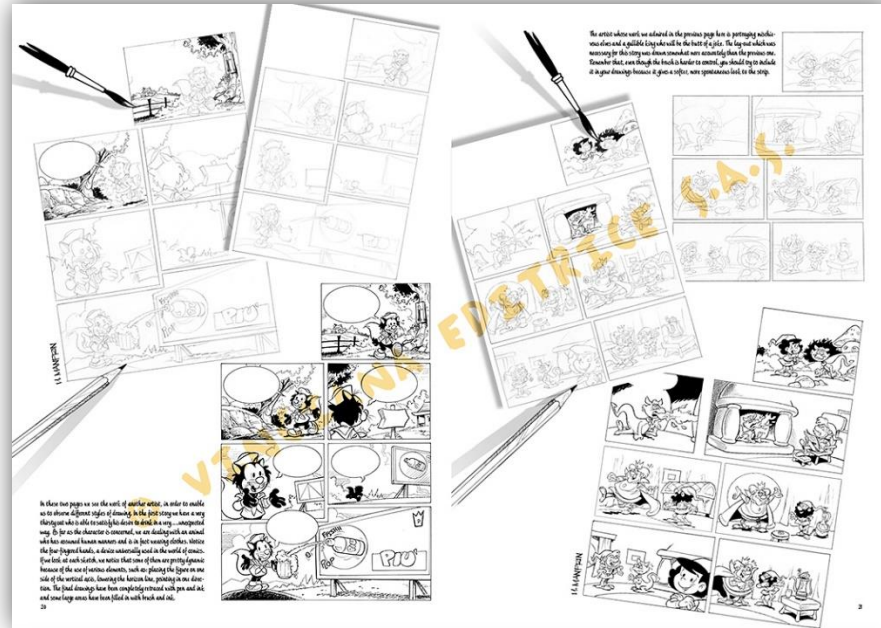 The artist whose work we admired in the previous page here is portraying mischie-
vous elves and a gullible king who will be the butt of a joke. The lay-out which was
necessary for this story was drawn somewhat more accurately than the previous one.
Remember that, even though the brush is harder to control, you should try to include
it in your drawings because it gives a softer, more spontaneous look to the strip.
M. MANFRIN
PSSSHH
POP
PIÙ
In these two pages we see the work of another artist, in order to enable
us to observe different styles of drawing. In the first story we have a very
thirsty cat who is able to satisfy his desire to drink in a very.....unexpected
way. As far as the character is concerned, we are dealing with an animal
who has assumed human manners and is in fact wearing clothes. Notice
the four-fingered hands, a device universally used in the world of comics.
If we look at each sketch, we notice that some of them are pretty dynamic
because of the use of various elements, such as: placing the figure on one
side of the vertical axis, lowering the horizon line, pointing in one direc-
tion. The final drawings have been completely retraced with pen and ink
and some large areas have been filled in with brush and ink.
PSSSHH
POP
PIÙ
M. MANFRIN
20
EDITRICE S.A.S.